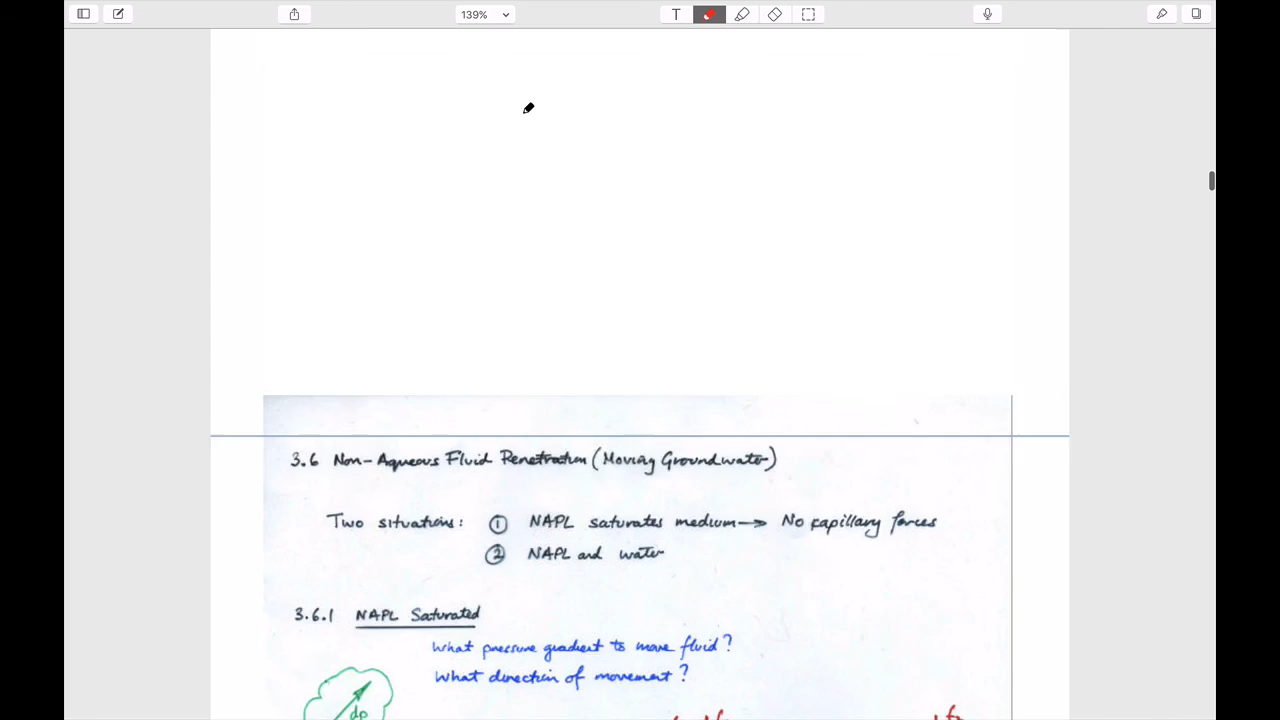 139%
T
3.6 Non-Aqueous Fluid Penetration (Moving Groundwater)
Two situations: ① NAPL saturates medium → No capillary forces
② NAPL and water
3.6.1 NAPL Saturated
What pressure gradient to move fluid?
What direction of movement?
dp